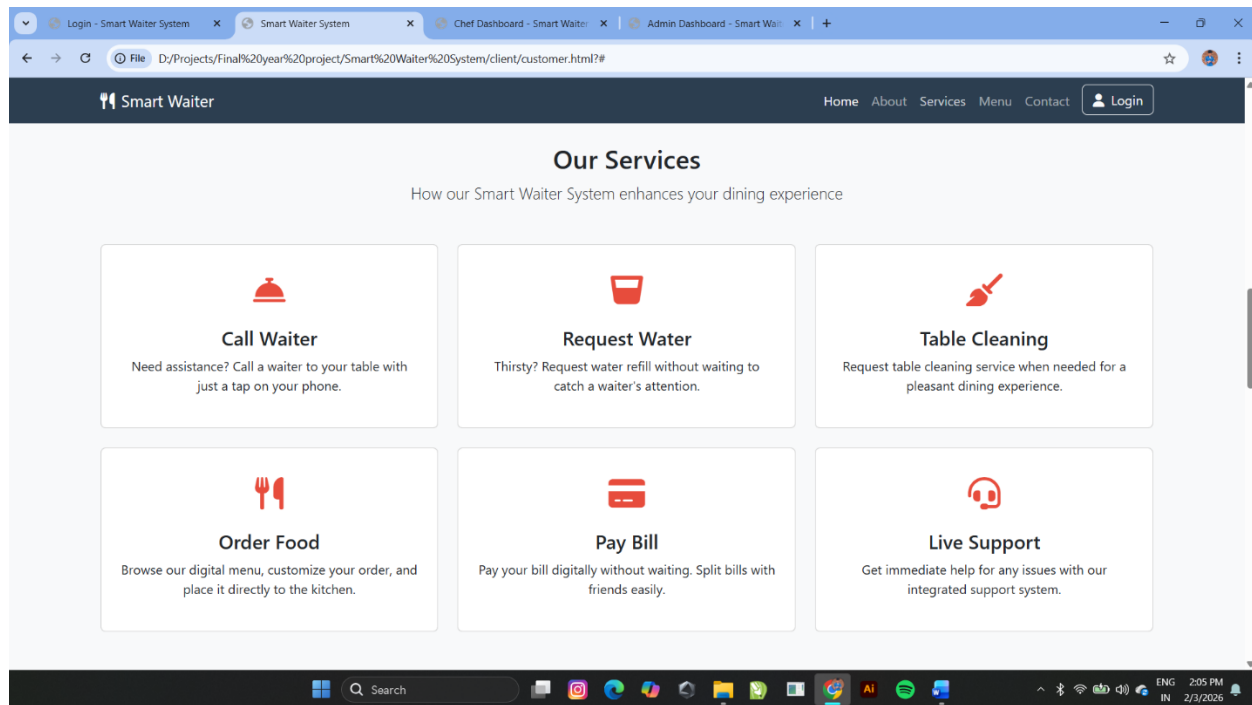 Login - Smart Waiter System
Smart Waiter System
Chef Dashboard - Smart Waiter
Admin Dashboard - Smart Wait
File D:/Projects/Final%20year%20project/Smart%20Waiter%20System/client/customer.html?#
Smart Waiter
Home About Services Menu Contact Login
Our Services
How our Smart Waiter System enhances your dining experience
Call Waiter
Need assistance? Call a waiter to your table with
just a tap on your phone.
Request Water
Thirsty? Request water refill without waiting to
catch a waiter's attention.
Table Cleaning
Request table cleaning service when needed for a
pleasant dining experience.
Order Food
Browse our digital menu, customize your order, and
place it directly to the kitchen.
Pay Bill
Pay your bill digitally without waiting. Split bills with
friends easily.
Live Support
Get immediate help for any issues with our
integrated support system.
Search
Ai
ENG
IN
2:05 PM
2/3/2026